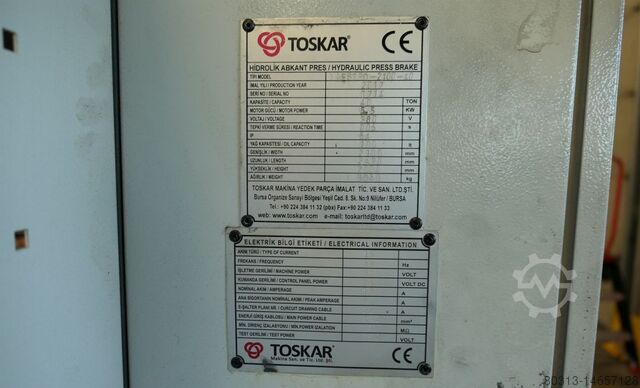 TOSKAR CE
HİDROLİK ABKANT PRES / HYDRAULIC PRESS BRAKE
TİPİ MODEL
İMAL YILI / PRODUCTION YEAR
SERİ NO / SERIAL NO
KAPASİTE / CAPACITY TON
MOTOR GÜCÜ / MOTOR POWER KW
VOLTAJ / VOLTAGE V
TEPKİ VERME SÜRESİ / REACTION TIME s
IP
YAĞ KAPASİTESİ / OIL CAPACITY lt
GENİŞLİK / WIDTH mm
UZUNLUK / LENGTH mm
YÜKSEKLİK / HEIGHT mm
AĞIRLIK / WEIGHT kg
TOSKAR MAKİNA YEDEK PARÇA İMALAT TİC. VE SAN. LTD.ŞTİ.
Bursa Organize Sanayi Bölgesi Yeşil Cad. 8. Sk. No:9 Nilüfer / BURSA
Tel.: +90 224 384 11 32 (pbx) Fax:+90 224 384 11 33
web: www.toskar.com e-mail: toskarltd@toskar.com
ELEKTRİK BİLGİ ETİKETİ / ELECTRICAL INFORMATION
AKIM TÜRÜ / TYPE OF CURRENT
FREKANS / FREQUENCY Hz
İŞLETME GERİLİMİ / MACHINE POWER VOLT
KUMANDA GERİLİMİ / CONTROL PANEL POWER VOLT DC
NOMİNAL AKIM / AMPERAGE A
ANA SİGORTANIN NOMİNAL AKIMI / PEAK AMPERAGE A
E-ŞALTER PLANI NR. / CURCUIT DRAWING CABLE A
ENERJİ GİRİŞ KABLOSU / MAIN POWER CABLE mm²
MİN. DİRENÇ İZALASYONU / MIN POWER IZALATION MΩ
TEST GERİLİMİ / TEST POWER VOLT
TOSKAR CE
Makina San. ve Tic. Ltd. Şti.
80313-14657188